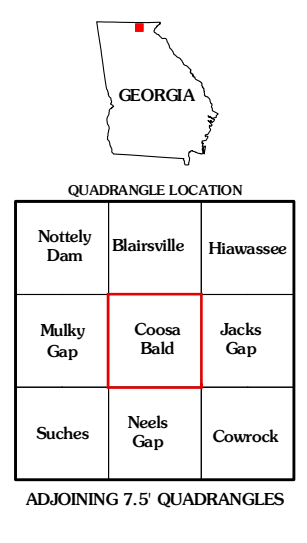 GEORGIA
QUADRANGLE LOCATION
Nottely
Dam
Blairsville
Hiawassee
Mulky
Gap
Coosa
Bald
Jacks
Gap
Suches
Neels
Gap
Cowrock
ADJOINING 7.5' QUADRANGLES